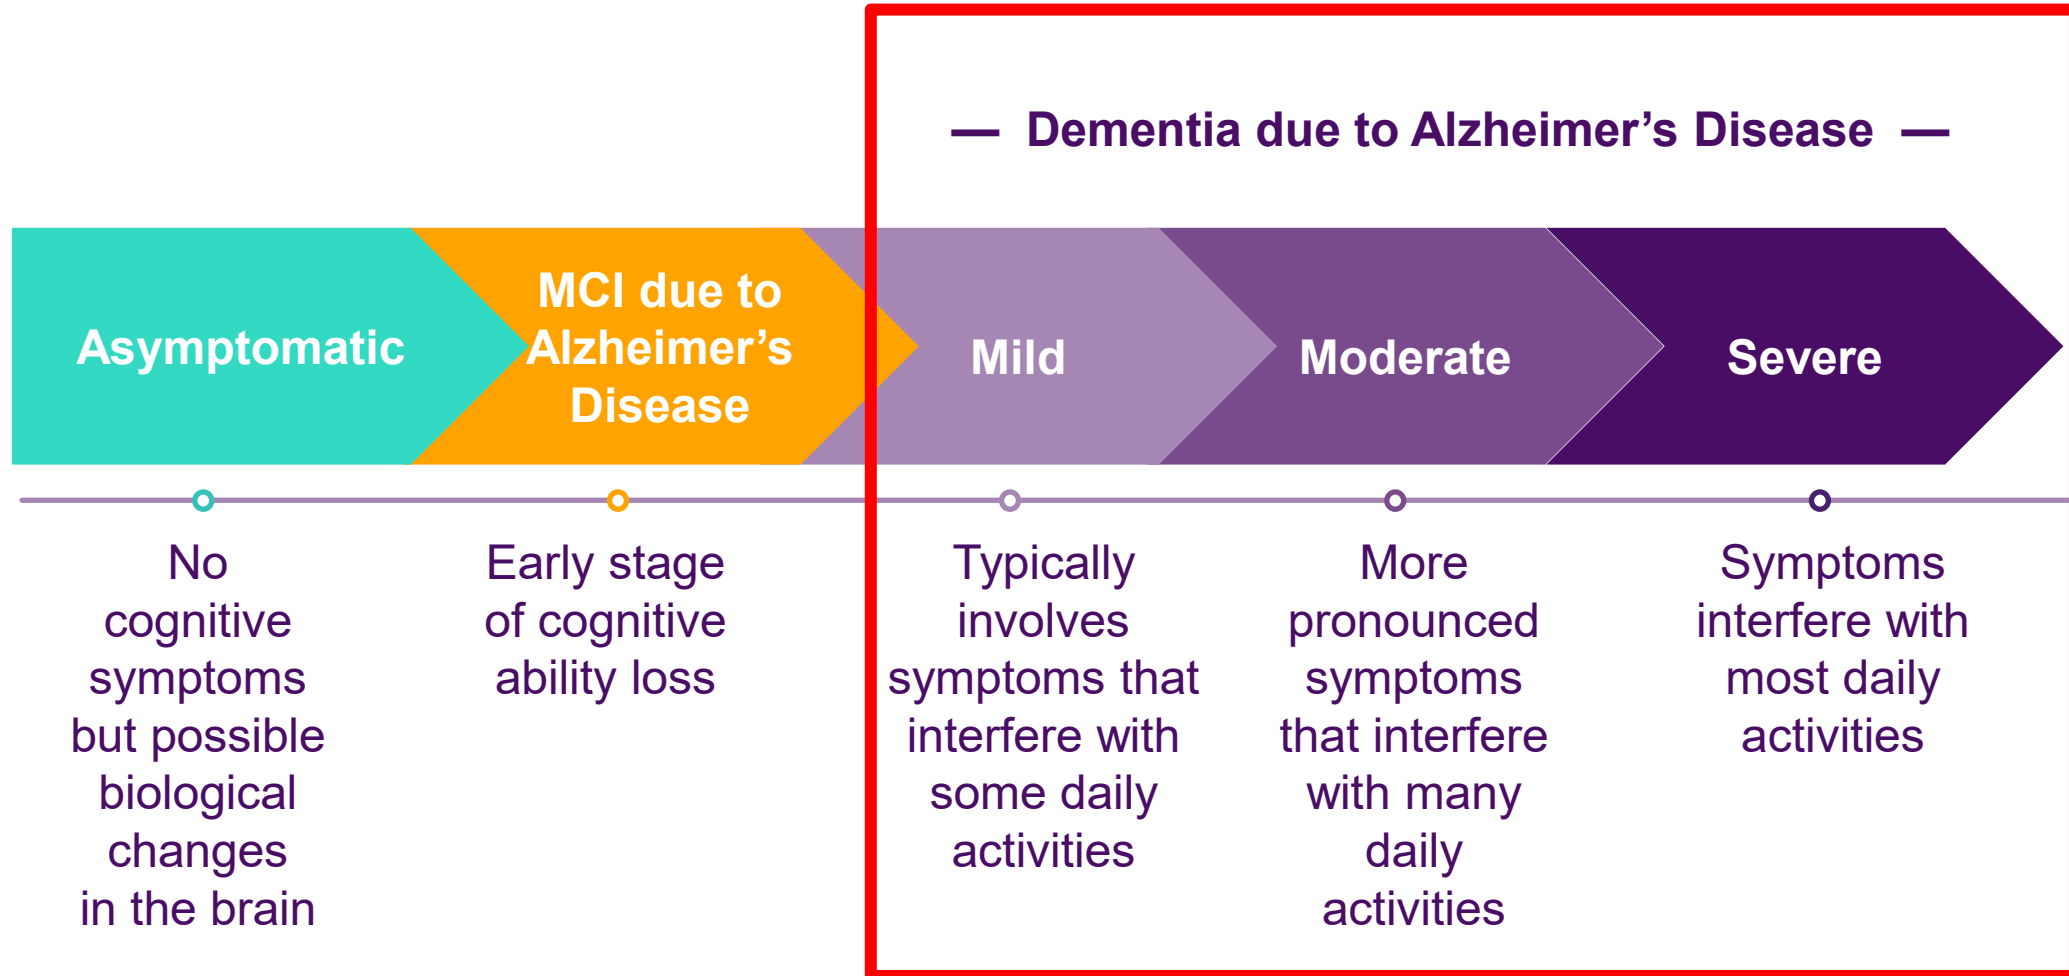 — Dementia due to Alzheimer’s Disease —
Asymptomatic
MCI due to
Alzheimer’s
Disease
Mild
Moderate
Severe
No
cognitive
symptoms
but possible
biological
changes
in the brain
Early stage
of cognitive
ability loss
Typically
involves
symptoms that
interfere with
some daily
activities
More
pronounced
symptoms
that interfere
with many
daily
activities
Symptoms
interfere with
most daily
activities